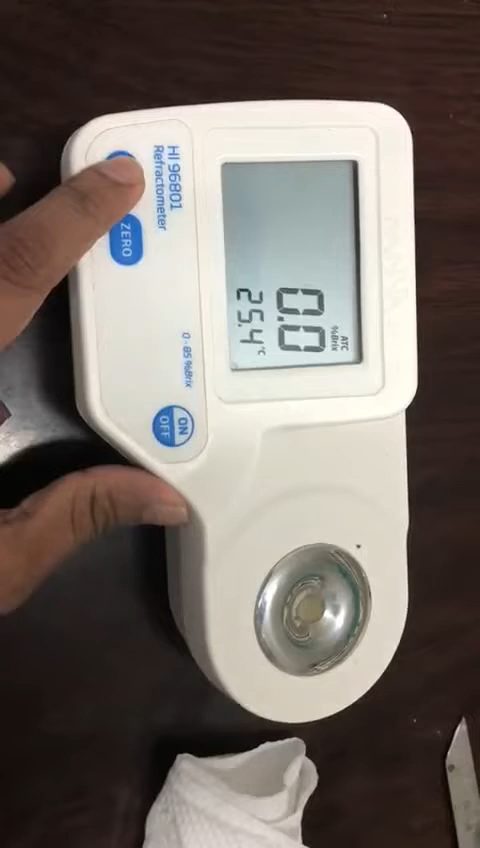 HI 96801
Refractometer
ZERO
0 - 85 %Brix
ON
OFF
ATC
%Brix
0.0
25.4 °C